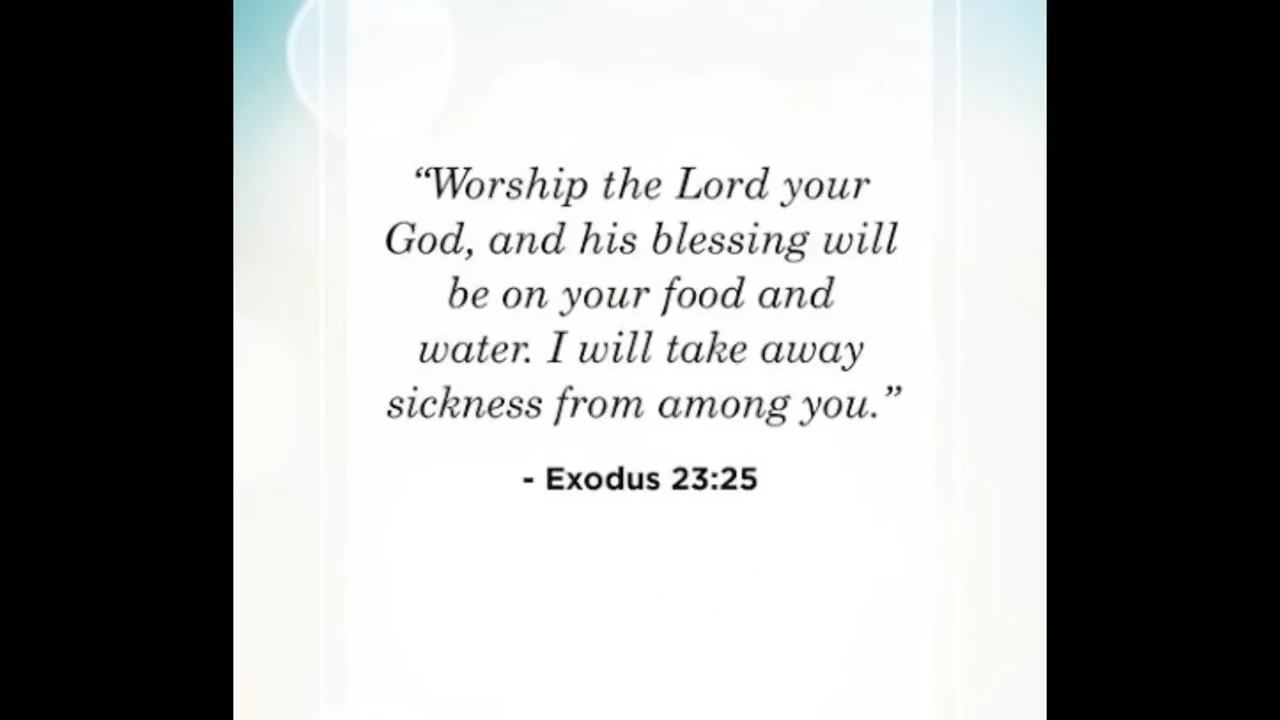 “Worship the Lord your
God, and his blessing will
be on your food and
water. I will take away
sickness from among you.”
- Exodus 23:25